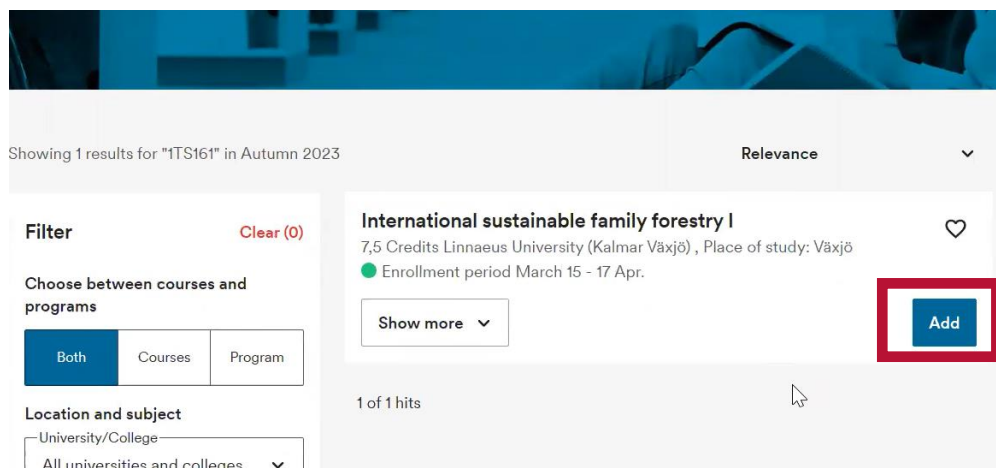 Showing 1 results for "1TS161" in Autumn 2023
Relevance
Filter
Clear (0)
Choose between courses and
programs
Both
Courses
Program
Location and subject
University/College
All universities and colleges
International sustainable family forestry I
7,5 Credits Linnaeus University (Kalmar Växjö) , Place of study: Växjö
Enrollment period March 15 - 17 Apr.
Show more
Add
1 of 1 hits